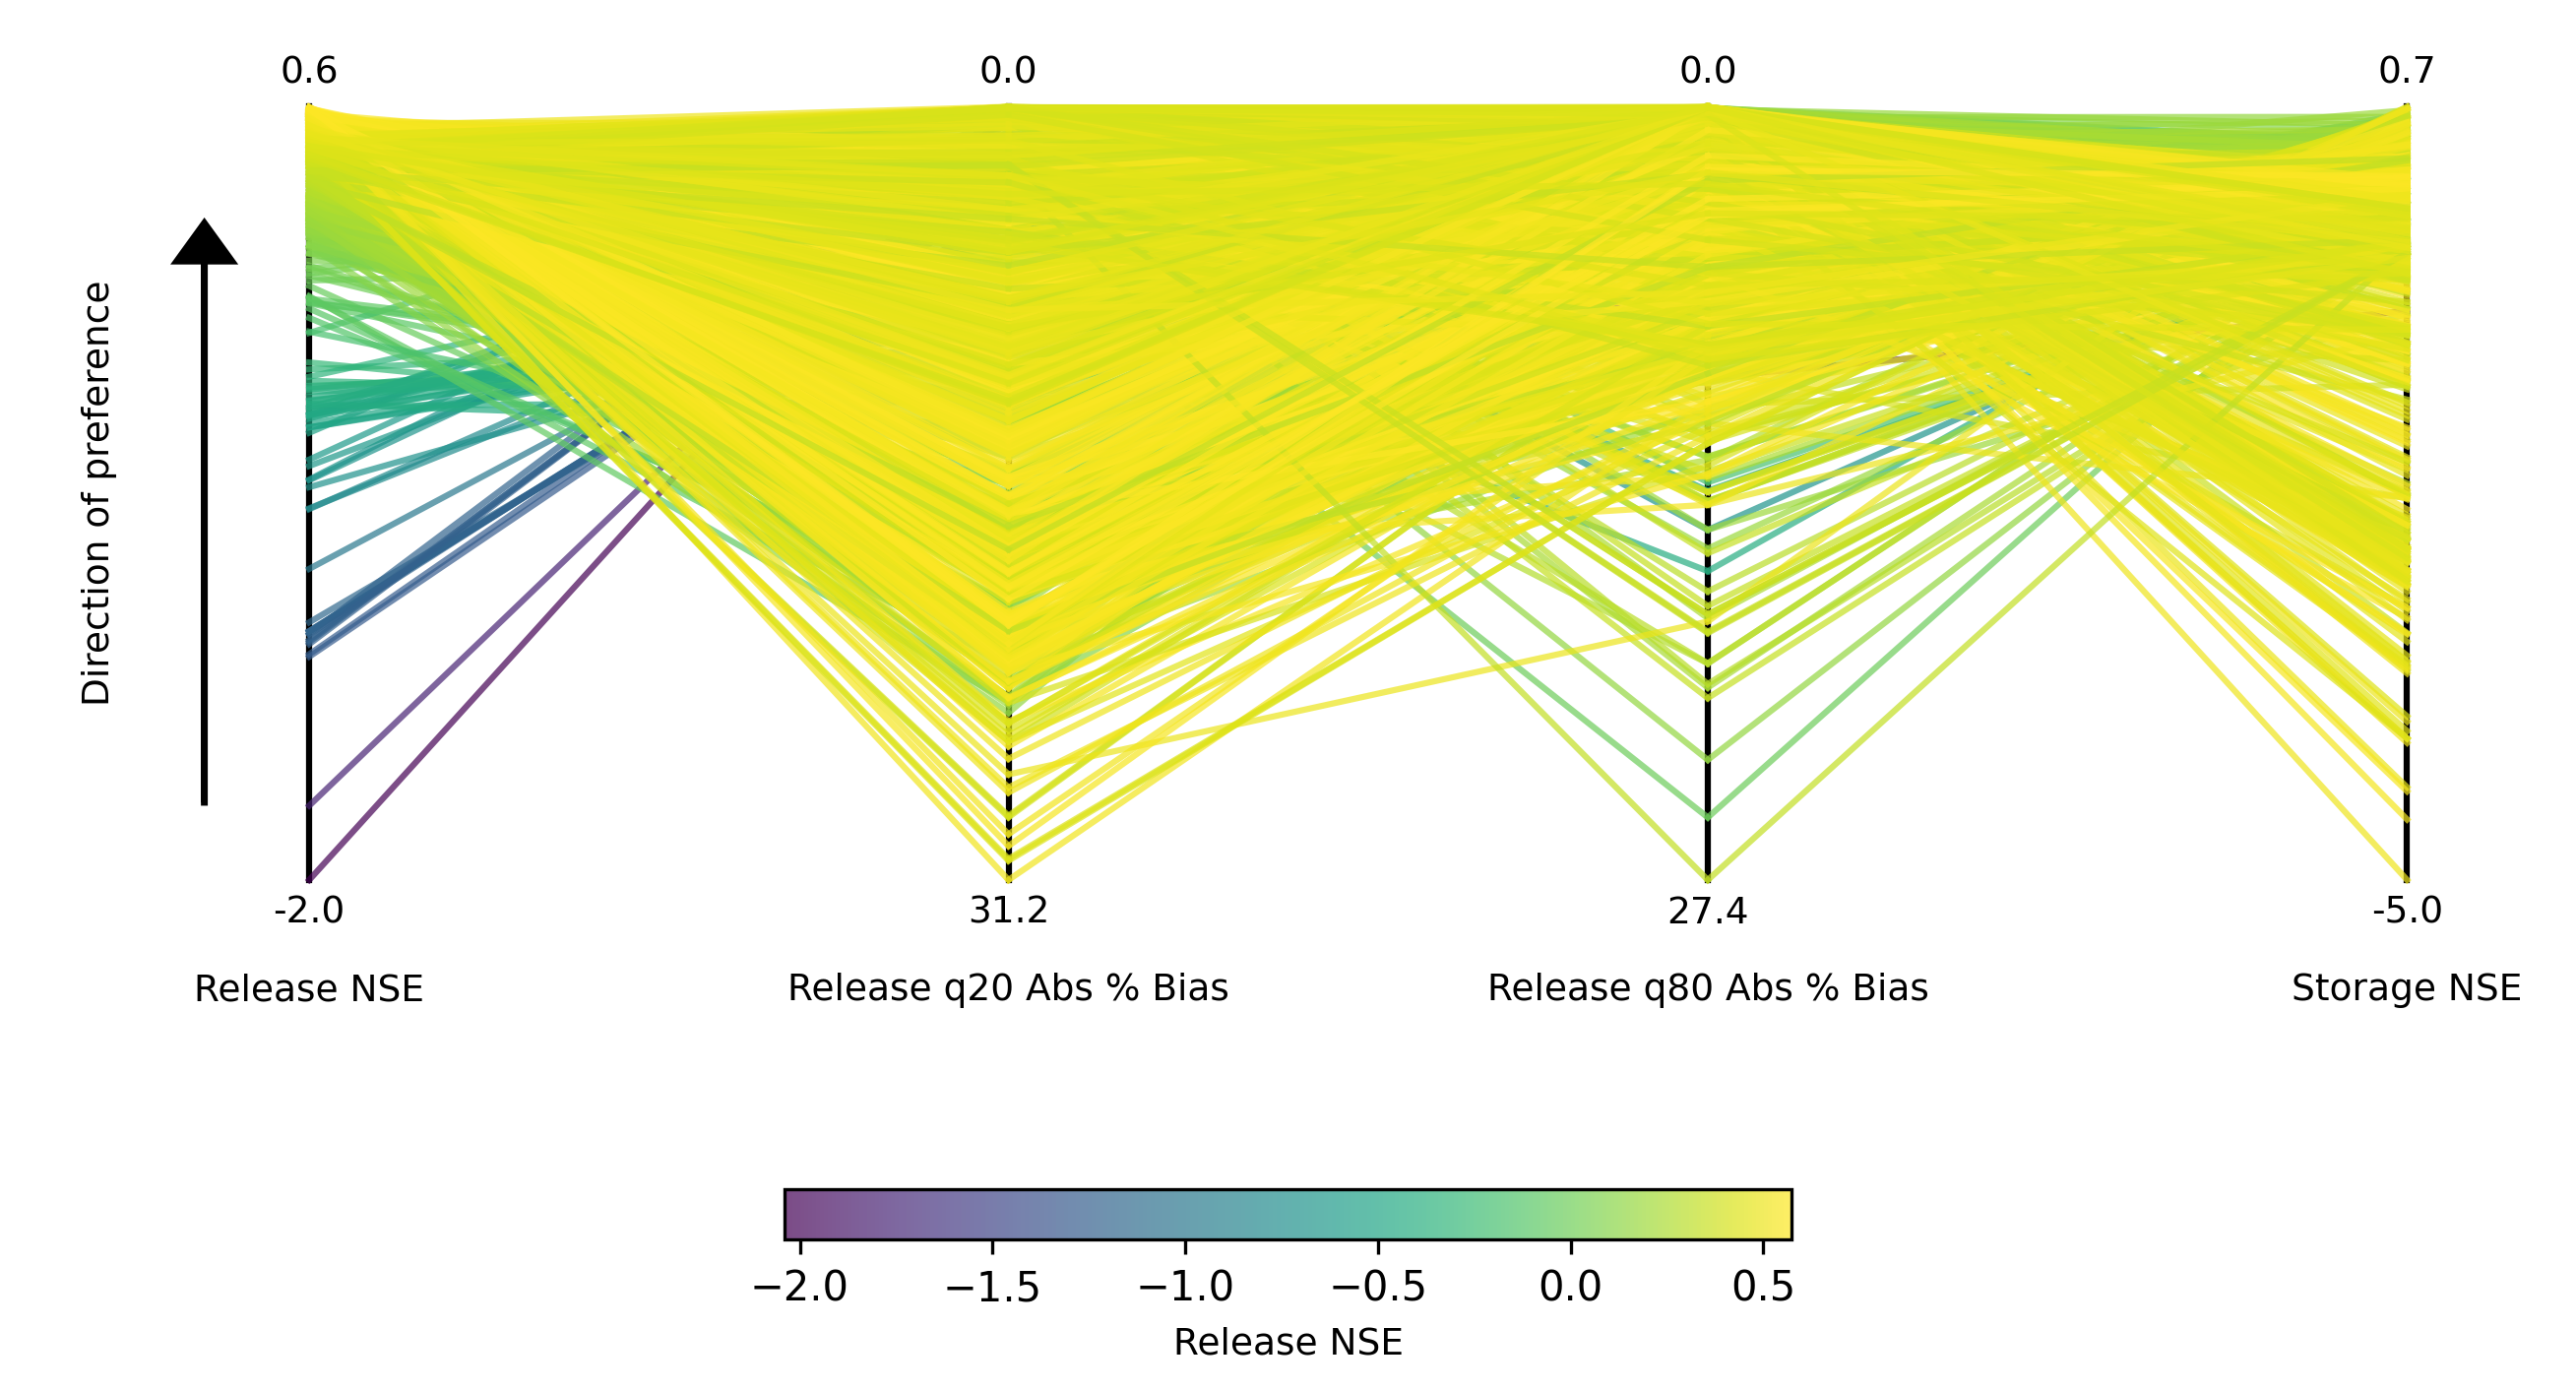 0.6
0.0
0.0
0.7
Direction of preference
-2.0
31.2
27.4
-5.0
Release NSE
Release q20 Abs % Bias
Release q80 Abs % Bias
Storage NSE
−2.0
−1.5
−1.0
−0.5
0.0
0.5
Release NSE